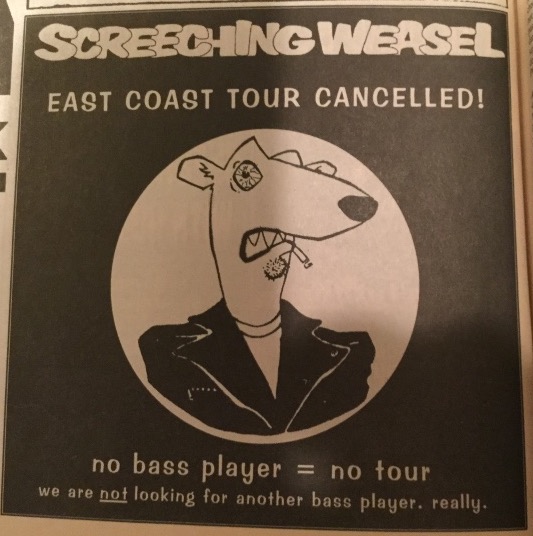 SCREECHING WEASEL
EAST COAST TOUR CANCELLED!
no bass player = no tour
we are not looking for another bass player. really.